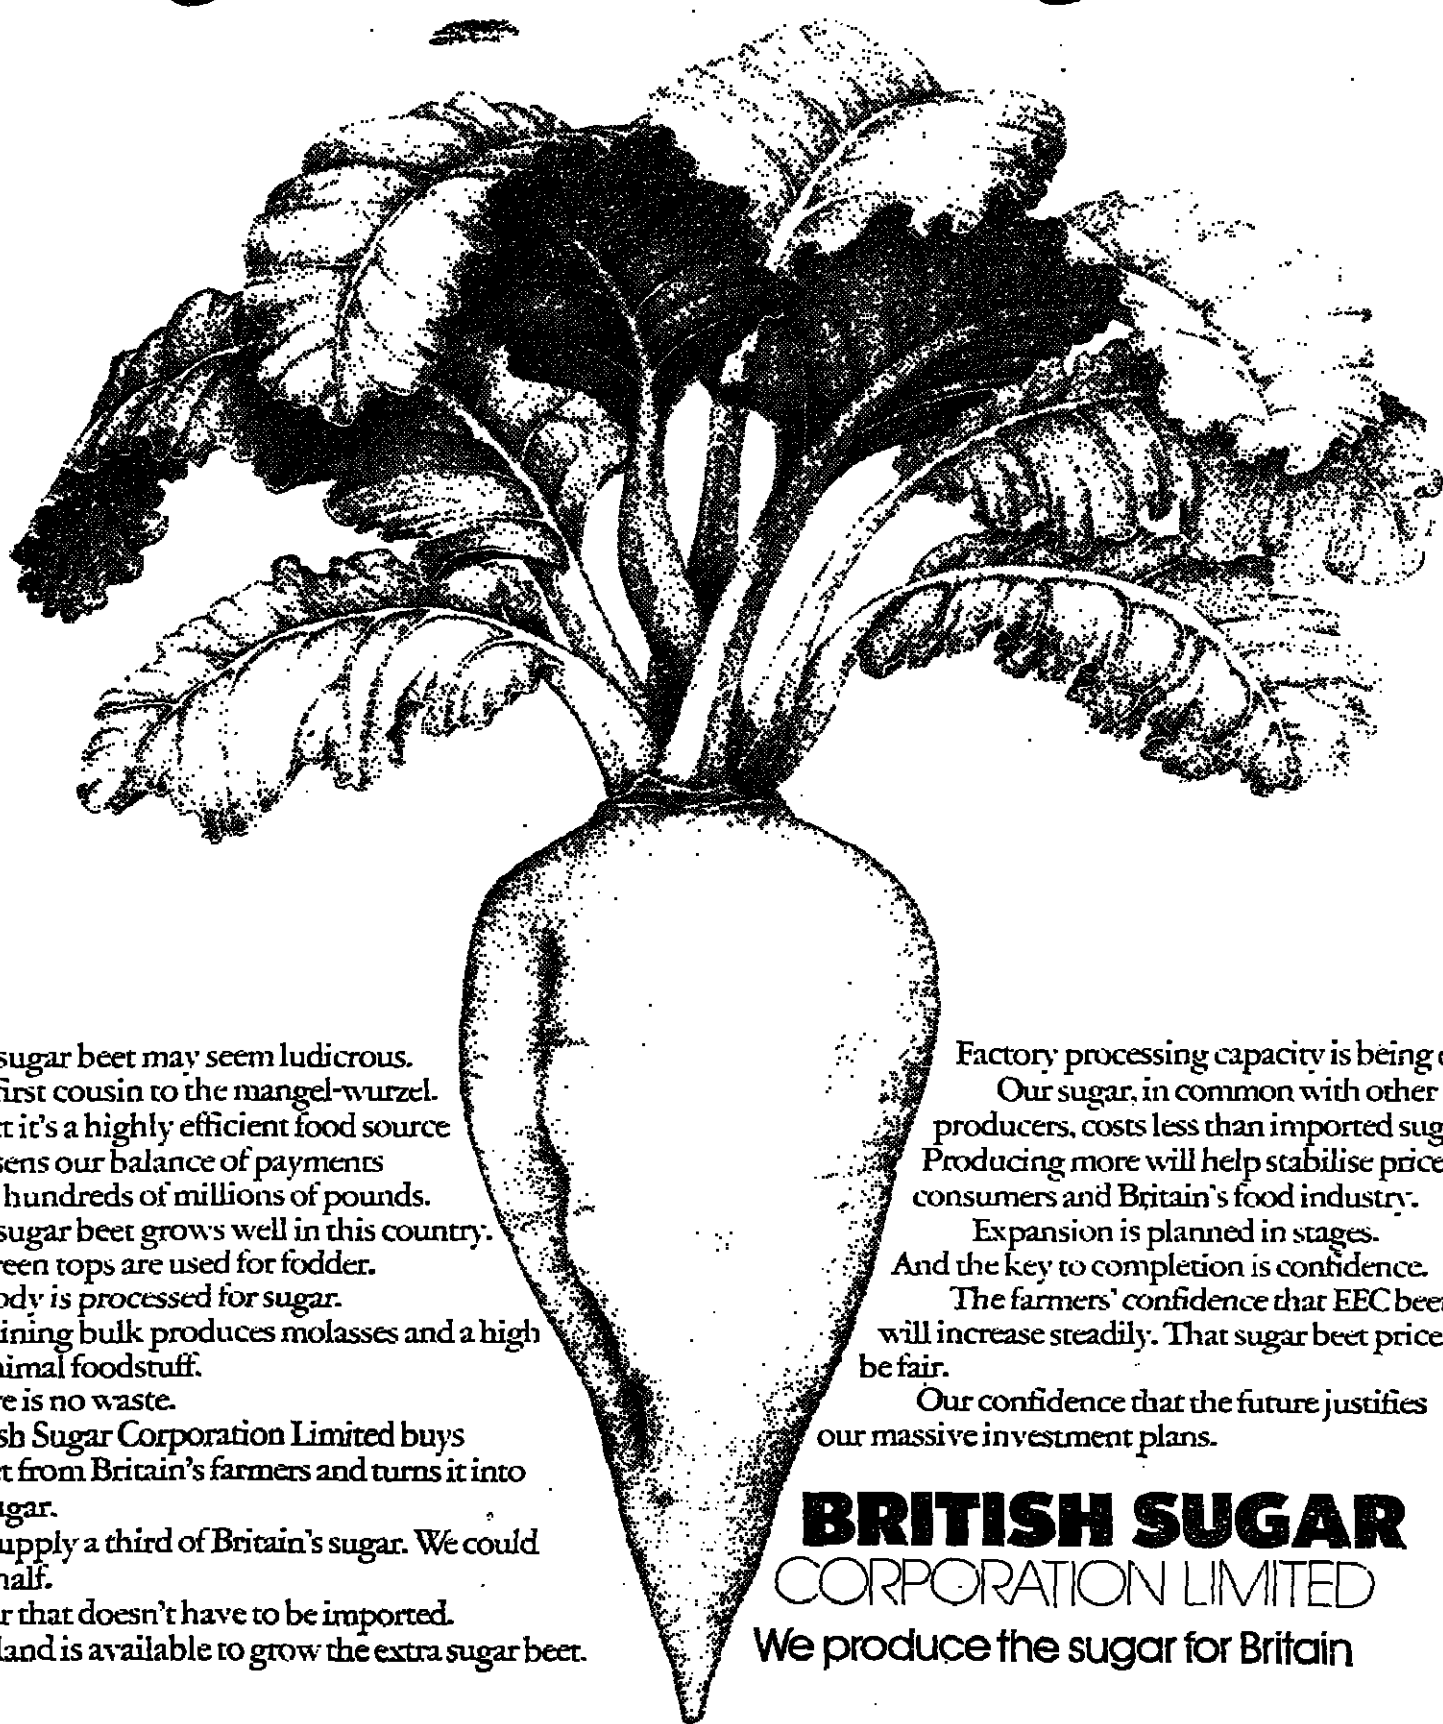 sugar beet may seem ludicrous.
first cousin to the mangel-wurzel.
it's a highly efficient food source
sens our balance of payments
hundreds of millions of pounds.
sugar beet grows well in this country.
een tops are used for fodder.
ody is processed for sugar.
ining bulk produces molasses and a high
imal foodstuff.
e is no waste.
sh Sugar Corporation Limited buys
t from Britain's farmers and turns it into
gar.
upply a third of Britain's sugar. We could
half.
r that doesn't have to be imported.
land is available to grow the extra sugar beet.
Factory processing capacity is being
Our sugar, in common with other
producers, costs less than imported sug
Producing more will help stabilise price
consumers and Britain's food industry.
Expansion is planned in stages.
And the key to completion is confidence.
The farmers' confidence that EEC beet
will increase steadily. That sugar beet price
be fair.
Our confidence that the future justifies
our massive investment plans.
BRITISH SUGAR
CORPORATION LIMITED
We produce the sugar for Britain